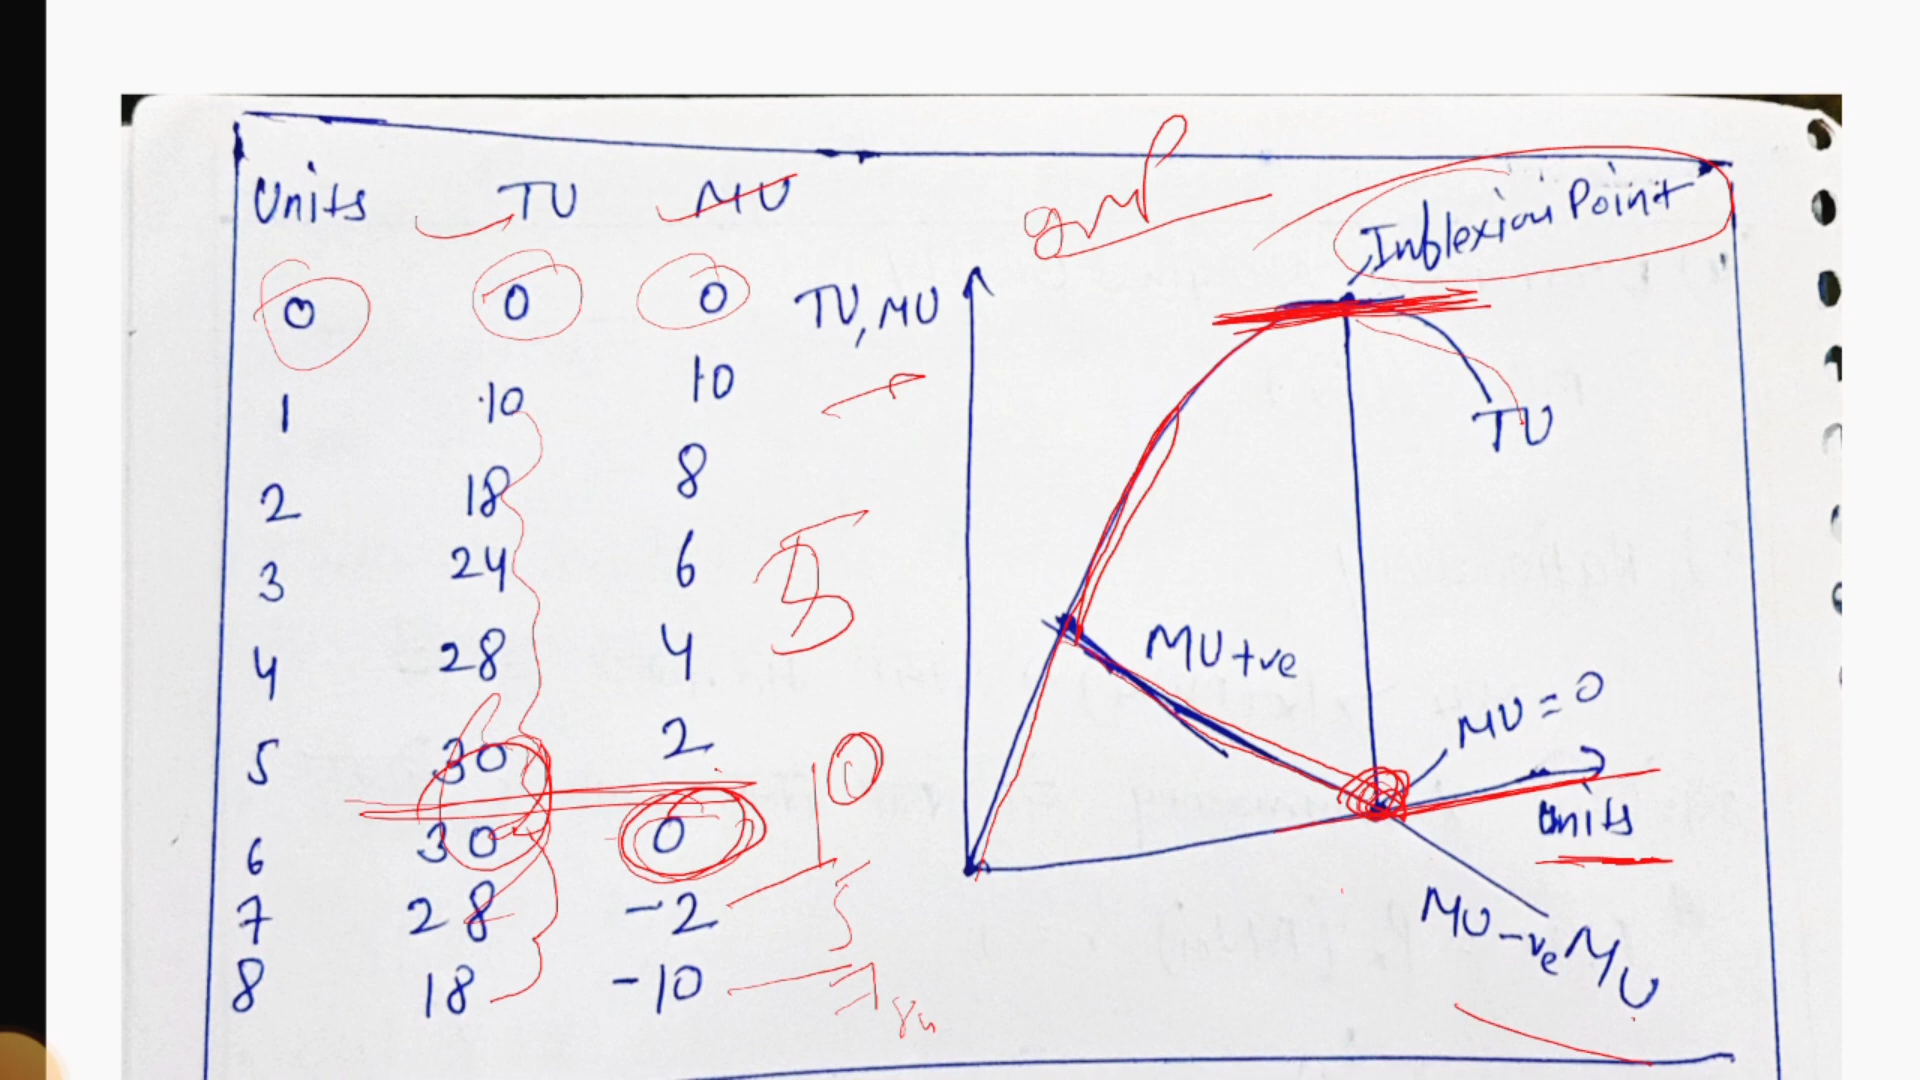 Units TU MU
0 0 0
1 10 10
2 18 8
3 24 6
4 28 4
5 30 2
6 30 0
7 28 -2
8 18 -10
Inflexion Point
TU, MU
TU
MU +ve
MU = 0
Units
MU -ve
MU